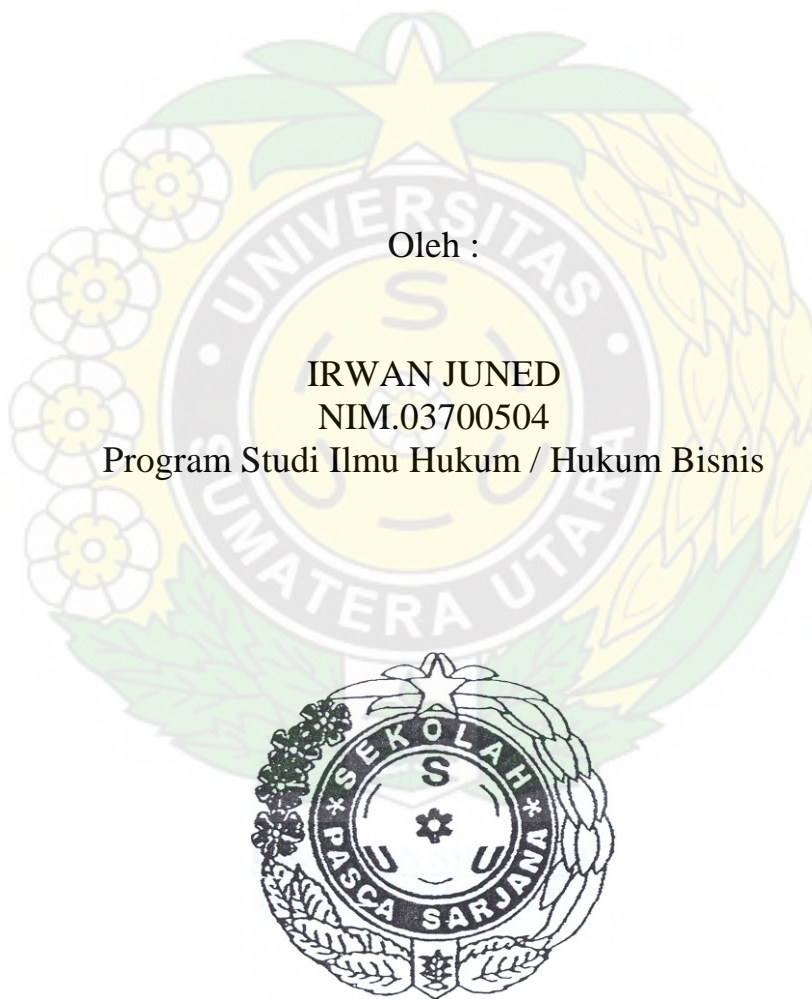 UNIVERSITAS
Oleh :
S
IRWAN JUNED
NIM.03700504
Program Studi Ilmu Hukum / Hukum Bisnis
U U
SUMATERA UTARA
SEKOLAH
S
U U
PASCA SARJANA